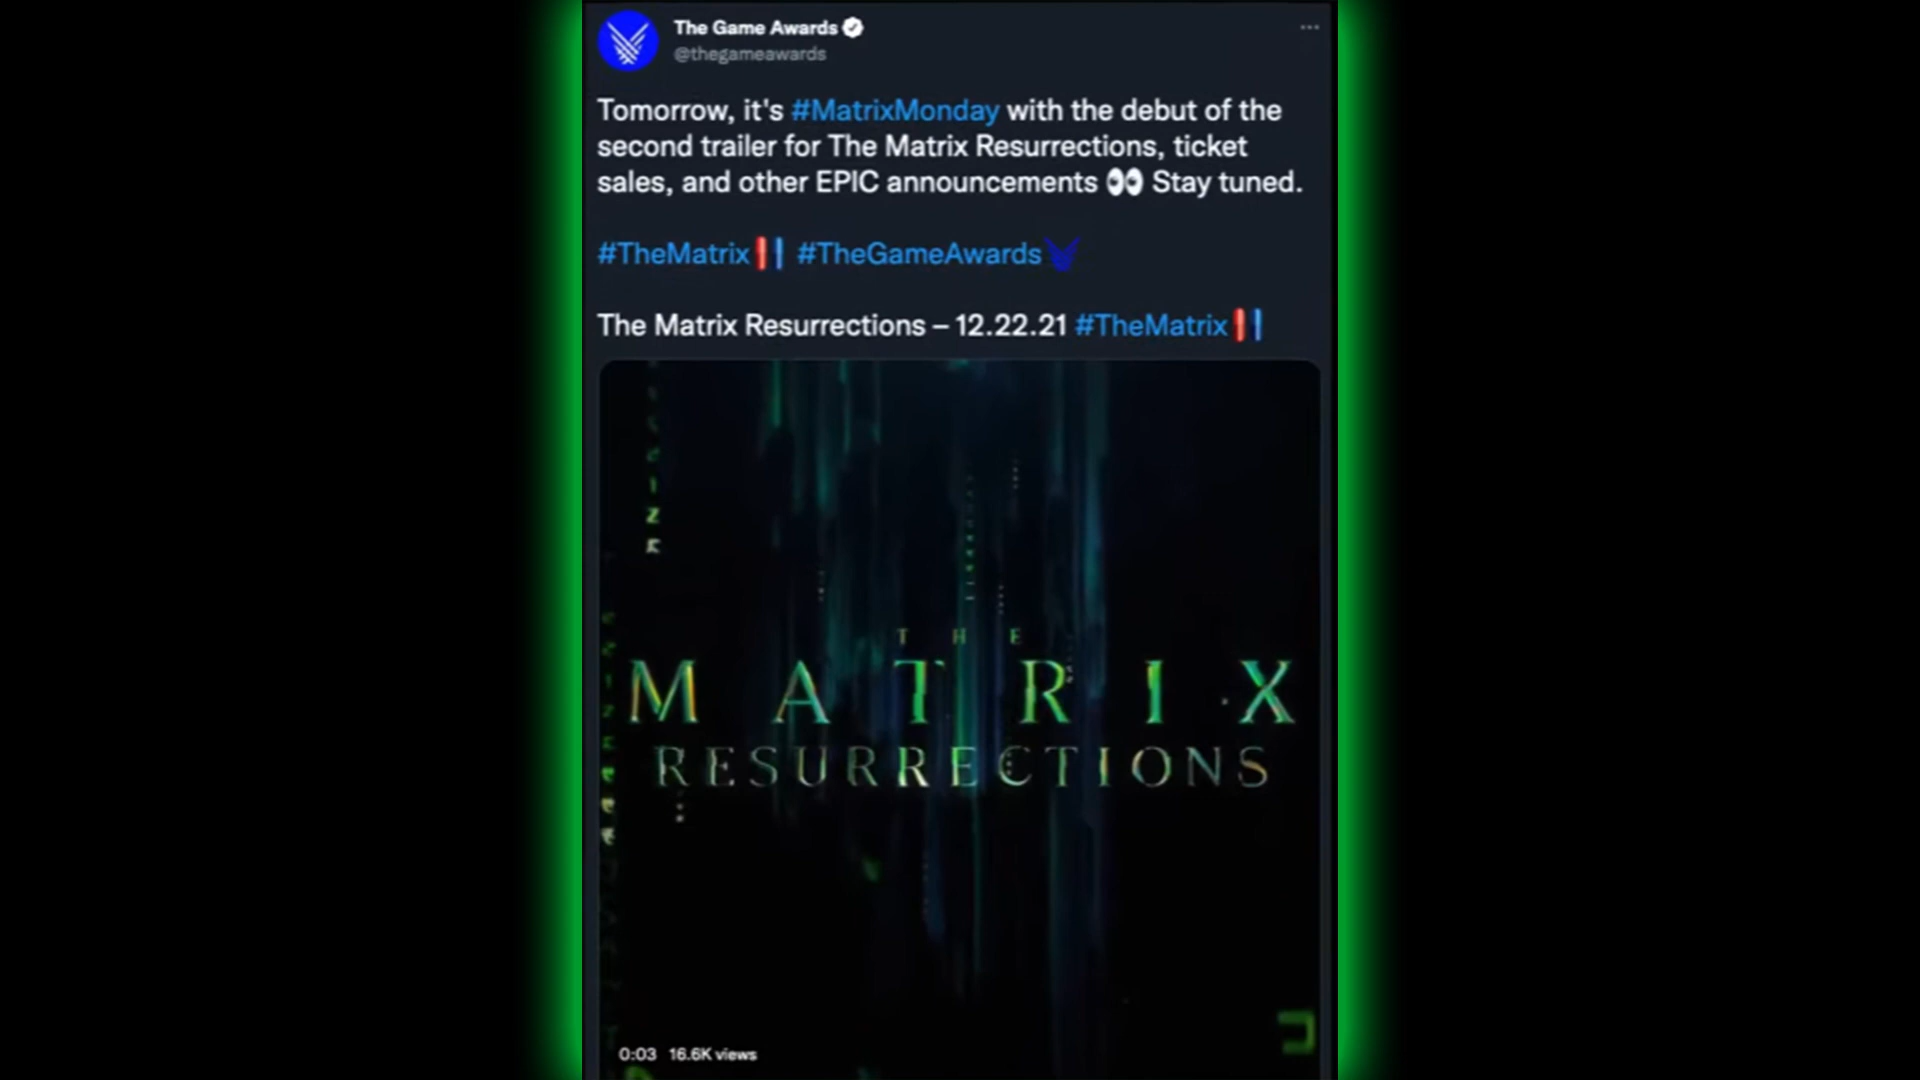 The Game Awards
@thegameawards
Tomorrow, it's #MatrixMonday with the debut of the
second trailer for The Matrix Resurrections, ticket
sales, and other EPIC announcements 👀 Stay tuned.
#TheMatrix #TheGameAwards
The Matrix Resurrections – 12.22.21 #TheMatrix
THE
MATRIX
RESURRECTIONS
0:03 16.6K views